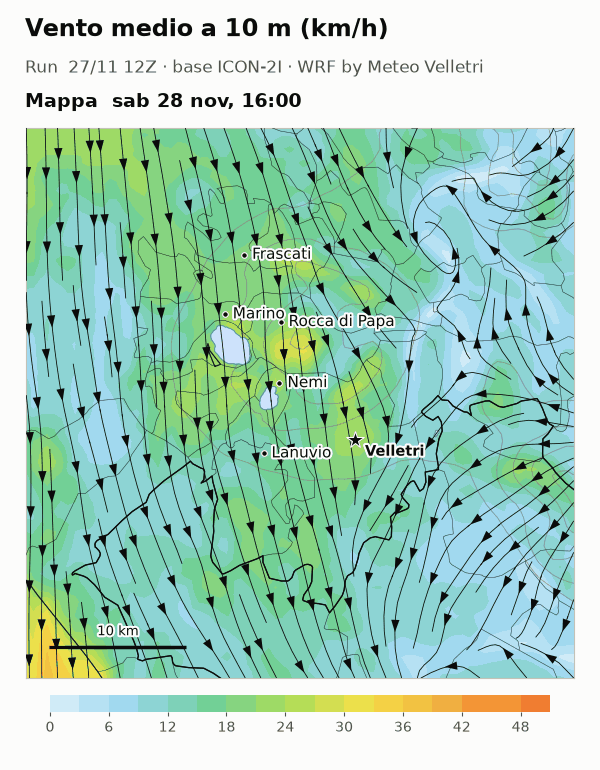 Vento medio a 10 m (km/h)
Run  27/11 12Z · base ICON-2I · WRF by Meteo Velletri
Mappa  sab 28 nov, 16:00
Frascati
Marino
Rocca di Papa
Nemi
Velletri
Lanuvio
10 km
0 6 12 18 24 30 36 42 48